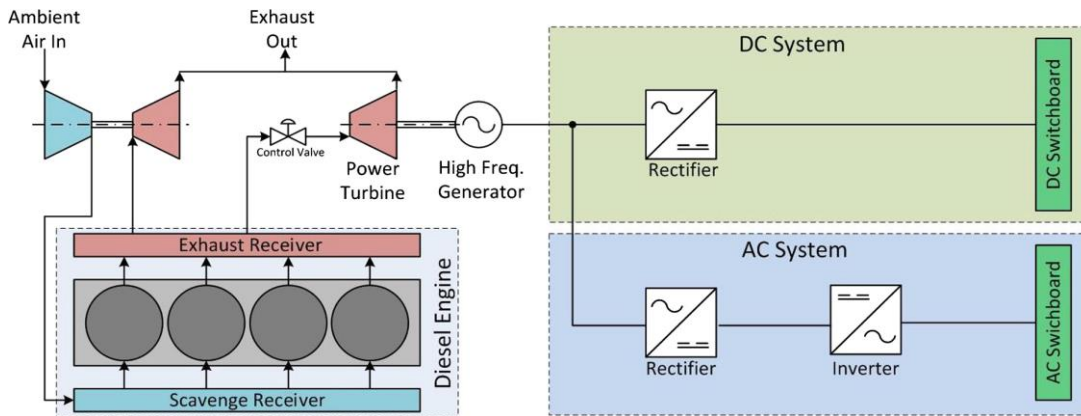 Ambient
Air In
Exhaust
Out
Control Valve
Power
Turbine
High Freq.
Generator
DC System
Rectifier
DC Switchboard
Exhaust Receiver
Diesel Engine
Scavenge Receiver
AC System
Rectifier
Inverter
AC Swichboard